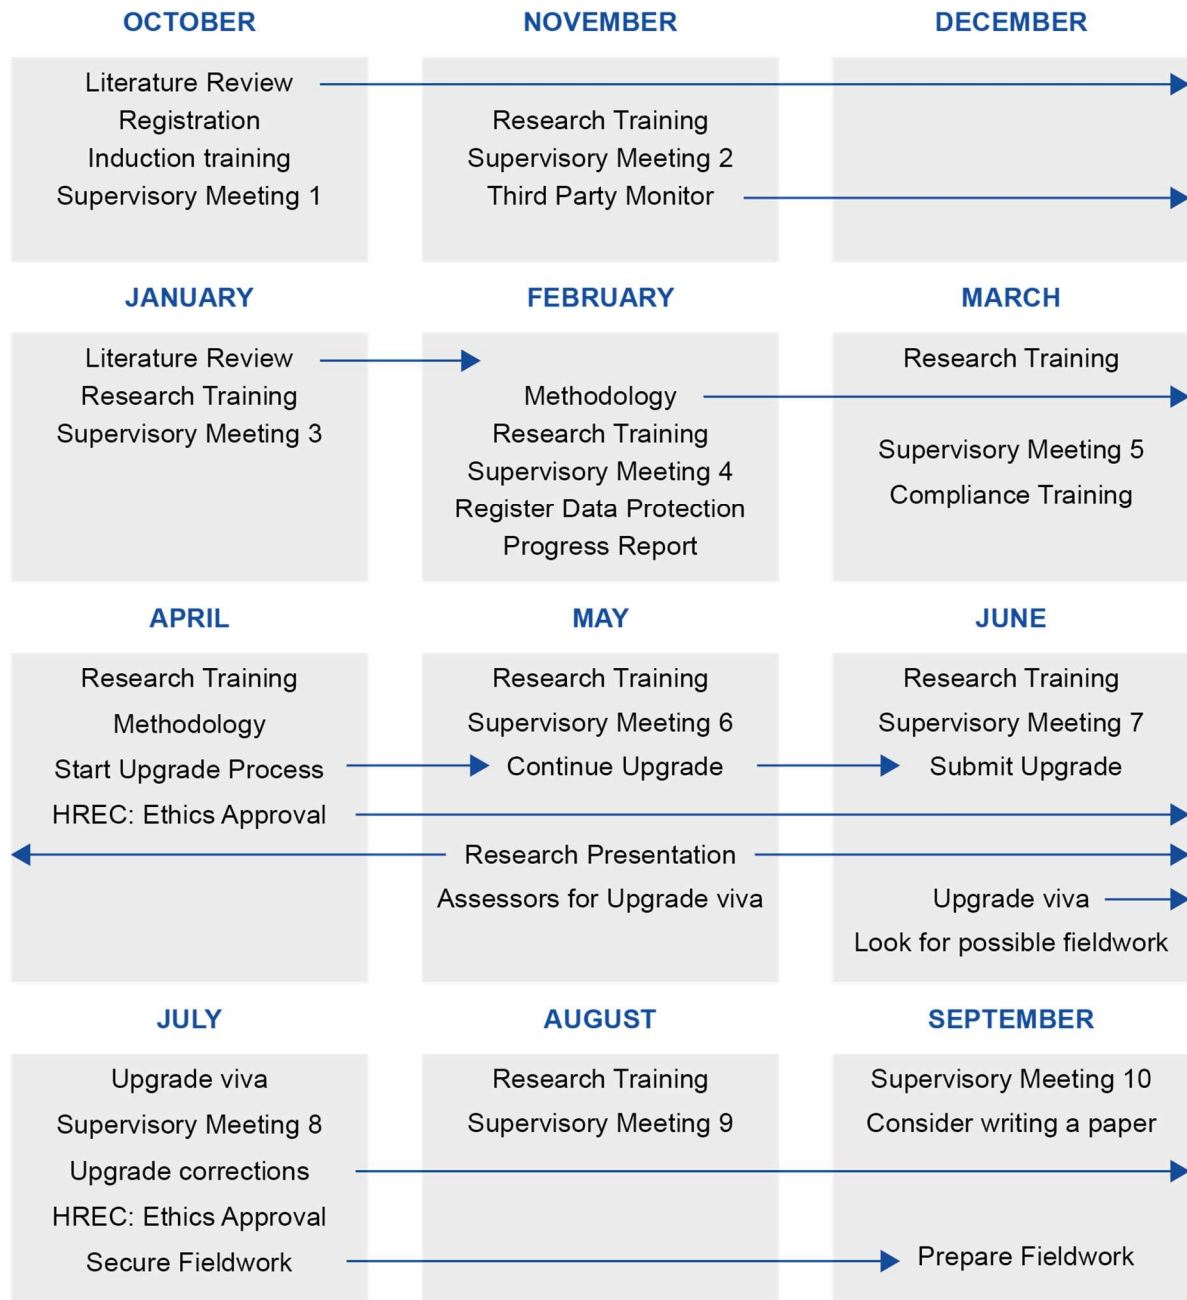 OCTOBER
Literature Review
Registration
Induction training
Supervisory Meeting 1
NOVEMBER
Research Training
Supervisory Meeting 2
Third Party Monitor
DECEMBER
JANUARY
Literature Review
Research Training
Supervisory Meeting 3
FEBRUARY
Methodology
Research Training
Supervisory Meeting 4
Register Data Protection
Progress Report
MARCH
Research Training
Supervisory Meeting 5
Compliance Training
APRIL
Research Training
Methodology
Start Upgrade Process
HREC: Ethics Approval
MAY
Research Training
Supervisory Meeting 6
Continue Upgrade
Research Presentation
Assessors for Upgrade viva
JUNE
Research Training
Supervisory Meeting 7
Submit Upgrade
Upgrade viva
Look for possible fieldwork
JULY
Upgrade viva
Supervisory Meeting 8
Upgrade corrections
HREC: Ethics Approval
Secure Fieldwork
AUGUST
Research Training
Supervisory Meeting 9
SEPTEMBER
Supervisory Meeting 10
Consider writing a paper
Prepare Fieldwork